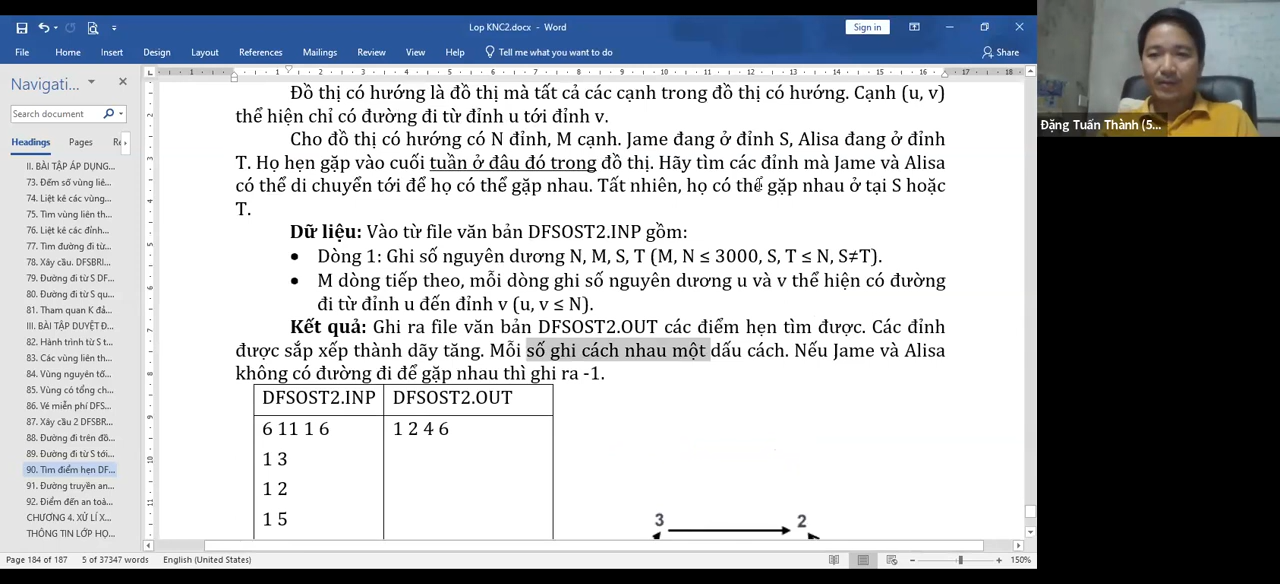 Lop KNC2.docx - Word
Sign in
File Home Insert Design Layout References Mailings Review View Help Tell me what you want to do Share
Navigati...
Search document
Headings Pages Re
II. BÀI TẬP ÁP DỤNG...
73. Đếm số vùng liê...
74. Liệt kê các vùng...
75. Tìm vùng liên th...
76. Liệt kê các đỉnh...
77. Tìm đường đi từ...
78. Xây cầu. DFSBRI...
79. Đường đi từ S DF...
80. Đường đi từ S qu...
81. Tham quan K đả...
III. BÀI TẬP DUYỆT Đ...
82. Hành trình từ S t...
83. Các vùng liên th...
84. Vùng nguyên tố...
85. Vùng có tổng ch...
86. Vé miễn phí DFS...
87. Xây cầu 2 DFSBR...
88. Đường đi trên đồ...
89. Đường đi từ S tới...
90. Tìm điểm hẹn DF...
91. Đường truyền an...
92. Điểm đến an toà...
CHƯƠNG 4. XỬ LÍ X...
THÔNG TIN LỚP HỌ...
Đồ thị có hướng là đồ thị mà tất cả các cạnh trong đồ thị có hướng. Cạnh (u, v)
thể hiện chỉ có đường đi từ đỉnh u tới đỉnh v.
Cho đồ thị có hướng có N đỉnh, M cạnh. Jame đang ở đỉnh S, Alisa đang ở đỉnh
T. Họ hẹn gặp vào cuối tuần ở đâu đó trong đồ thị. Hãy tìm các đỉnh mà Jame và Alisa
có thể di chuyển tới để họ có thể gặp nhau. Tất nhiên, họ có thể gặp nhau ở tại S hoặc
T.
Dữ liệu: Vào từ file văn bản DFSOST2.INP gồm:
• Dòng 1: Ghi số nguyên dương N, M, S, T (M, N ≤ 3000, S, T ≤ N, S≠T).
• M dòng tiếp theo, mỗi dòng ghi số nguyên dương u và v thể hiện có đường
đi từ đỉnh u đến đỉnh v (u, v ≤ N).
Kết quả: Ghi ra file văn bản DFSOST2.OUT các điểm hẹn tìm được. Các đỉnh
được sắp xếp thành dãy tăng. Mỗi số ghi cách nhau một dấu cách. Nếu Jame và Alisa
không có đường đi để gặp nhau thì ghi ra -1.
DFSOST2.INP DFSOST2.OUT
6 11 1 6 1 2 4 6
1 3
1 2
1 5
3 2
Page 184 of 187 5 of 37347 words English (United States) 150%
Đặng Tuấn Thành (5...